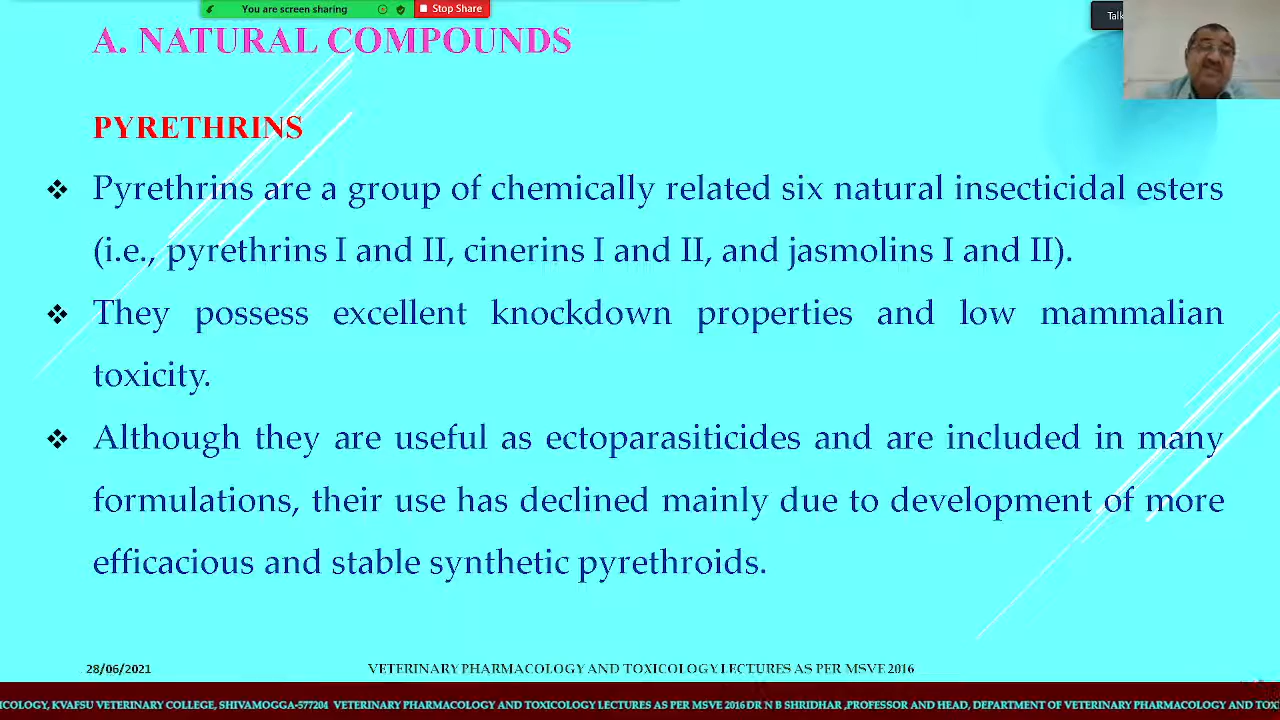 You are screen sharing
Stop Share
Talk
A. NATURAL COMPOUNDS
PYRETHRINS
❖ Pyrethrins are a group of chemically related six natural insecticidal esters
(i.e., pyrethrins I and II, cinerins I and II, and jasmolins I and II).
❖ They possess excellent knockdown properties and low mammalian
toxicity.
❖ Although they are useful as ectoparasiticides and are included in many
formulations, their use has declined mainly due to development of more
efficacious and stable synthetic pyrethroids.
28/06/2021
VETERINARY PHARMACOLOGY AND TOXICOLOGY LECTURES AS PER MSVE 2016
ICOLOGY, KVAFSU VETERINARY COLLEGE, SHIVAMOGGA-577204 VETERINARY PHARMACOLOGY AND TOXICOLOGY LECTURES AS PER MSVE 2016 DR N B SHRIDHAR ,PROFESSOR AND HEAD, DEPARTMENT OF VETERINARY PHARMACOLOGY AND TOX